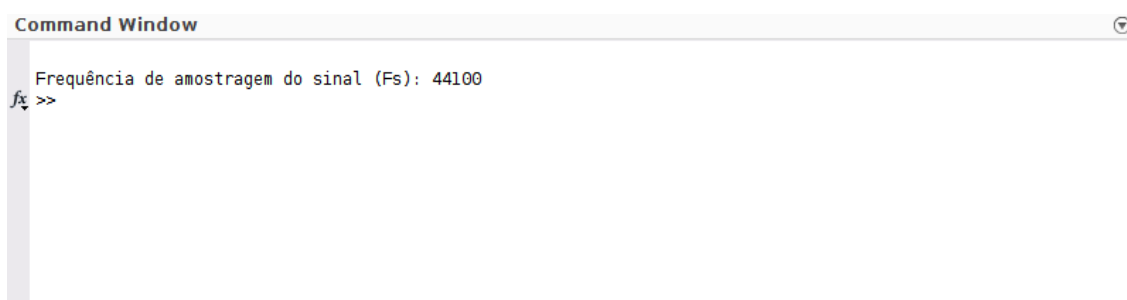 Command Window
Frequência de amostragem do sinal (Fs): 44100
fx >>